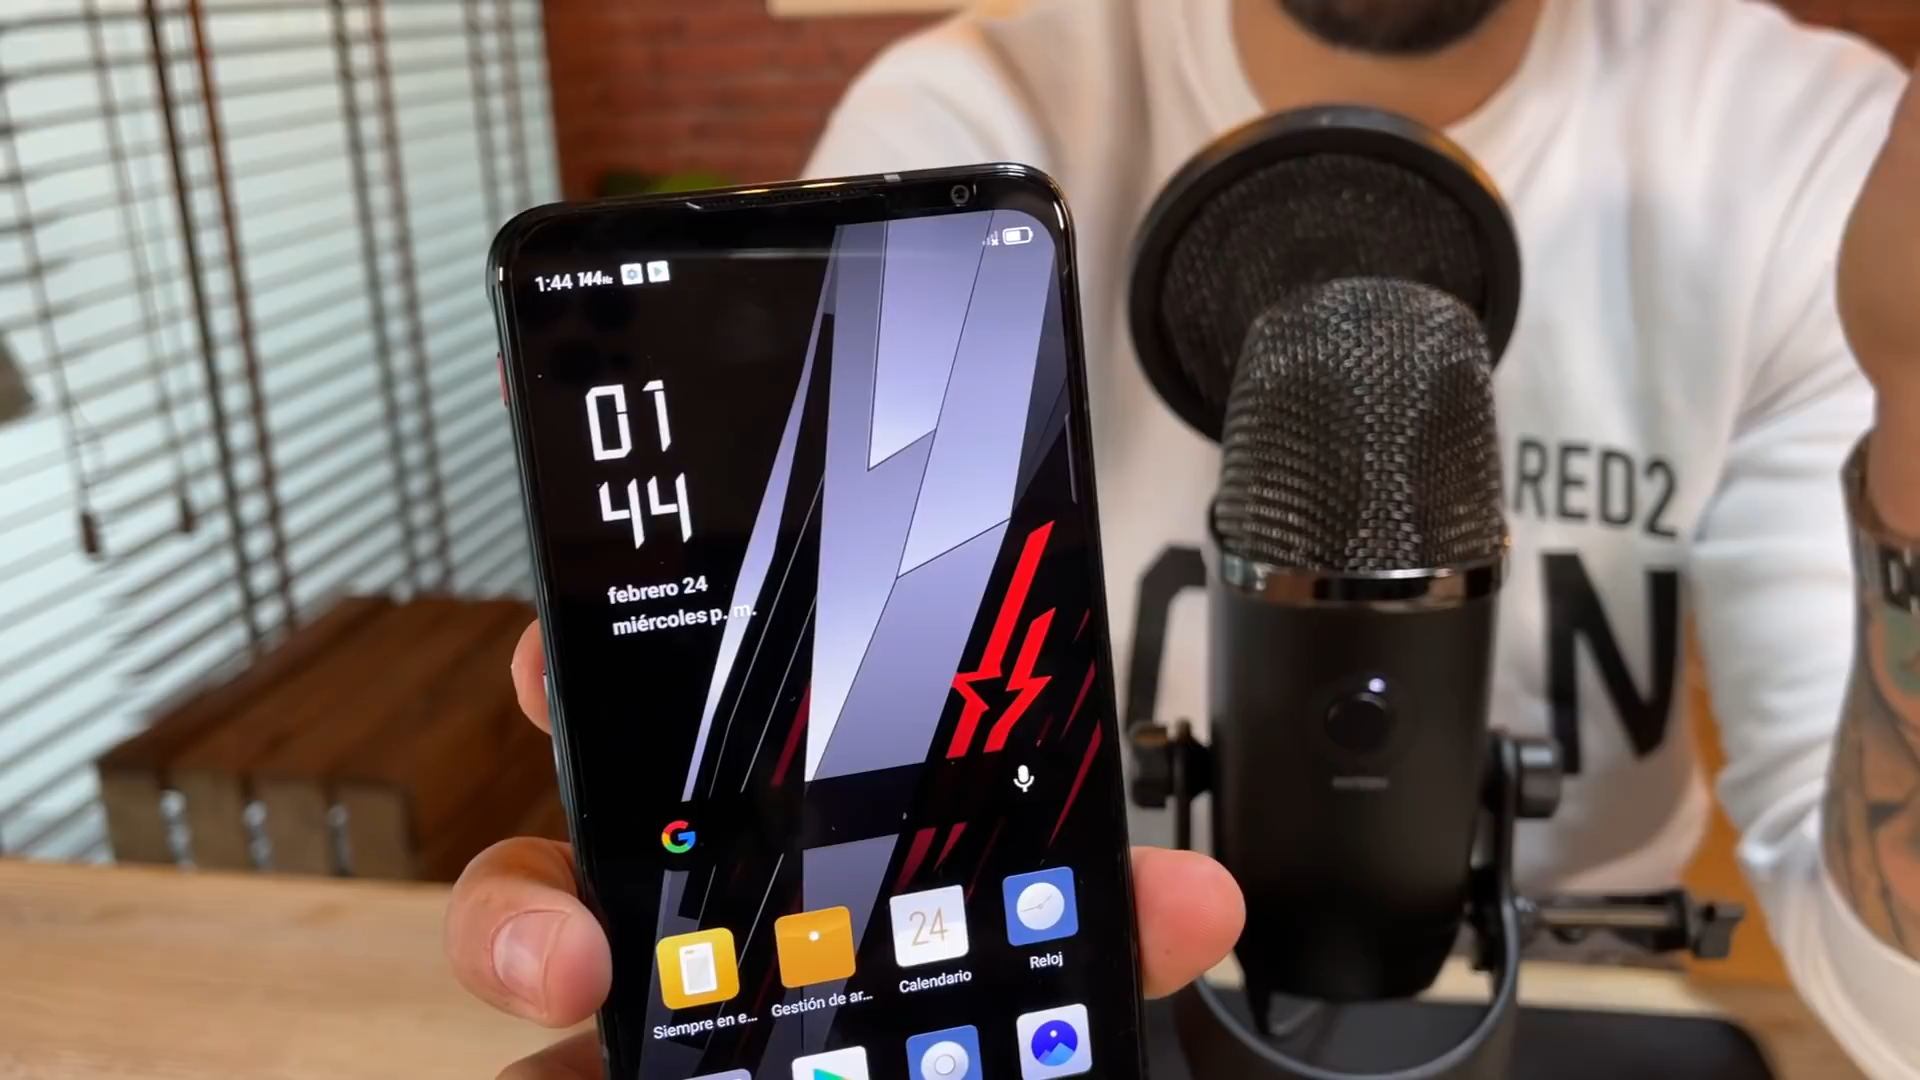 1:44 144Hz
01
44
febrero 24
miércoles p. m.
G
24
Siempre en e...
Gestión de ar...
Calendario
Reloj
RED2
N